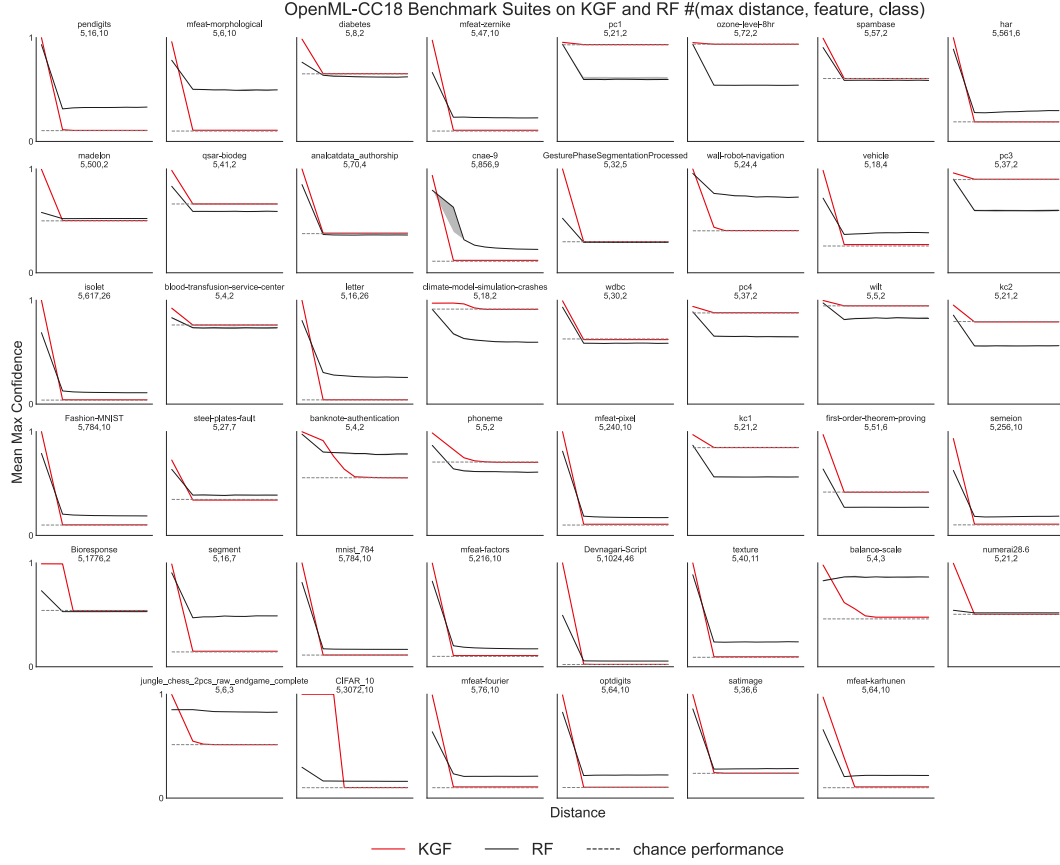 OpenML-CC18 Benchmark Suites on KGF and RF #(max distance, feature, class)
pendigits
5,16,10
mfeat-morphological
5,6,10
diabetes
5,8,2
mfeat-zernike
5,47,10
pc1
5,21,2
ozone-level-8hr
5,72,2
spambase
5,57,2
har
5,561,6
1
0
madelon
5,500,2
qsar-biodeg
5,41,2
analcatdata_authorship
5,70,4
cnae-9
5,856,9
GesturePhaseSegmentationProcessed
5,32,5
wall-robot-navigation
5,24,4
vehicle
5,18,4
pc3
5,37,2
1
0
isolet
5,617,26
blood-transfusion-service-center
5,4,2
letter
5,16,26
climate-model-simulation-crashes
5,18,2
wdbc
5,30,2
pc4
5,37,2
wilt
5,5,2
kc2
5,21,2
1
0
Mean Max Confidence
Fashion-MNIST
5,784,10
steel-plates-fault
5,27,7
banknote-authentication
5,4,2
phoneme
5,5,2
mfeat-pixel
5,240,10
kc1
5,21,2
first-order-theorem-proving
5,51,6
semeion
5,256,10
1
0
Bioresponse
5,1776,2
segment
5,16,7
mnist_784
5,784,10
mfeat-factors
5,216,10
Devnagari-Script
5,1024,46
texture
5,40,11
balance-scale
5,4,3
numerai28.6
5,21,2
1
0
jungle_chess_2pcs_raw_endgame_complete
5,6,3
CIFAR_10
5,3072,10
mfeat-fourier
5,76,10
optdigits
5,64,10
satimage
5,36,6
mfeat-karhunen
5,64,10
1
0
Distance
KGF
RF
chance performance